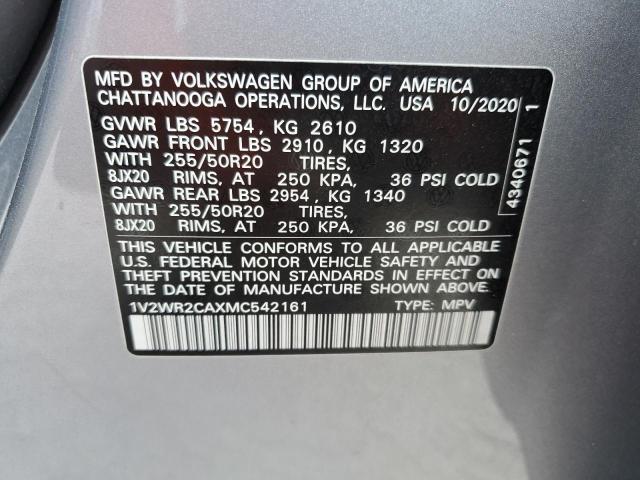 MFD BY VOLKSWAGEN GROUP OF AMERICA
CHATTANOOGA OPERATIONS, LLC. USA 10/2020
GVWR LBS 5754, KG 2610
GAWR FRONT LBS 2910, KG 1320
WITH 255/50R20 TIRES,
8JX20 RIMS, AT 250 KPA, 36 PSI COLD
GAWR REAR LBS 2954, KG 1340
WITH 255/50R20 TIRES,
8JX20 RIMS, AT 250 KPA, 36 PSI COLD
THIS VEHICLE CONFORMS TO ALL APPLICABLE
U.S. FEDERAL MOTOR VEHICLE SAFETY AND
THEFT PREVENTION STANDARDS IN EFFECT ON
THE DATE OF MANUFACTURE SHOWN ABOVE.
1V2WR2CAXMC542161 TYPE: MPV
4340671 1